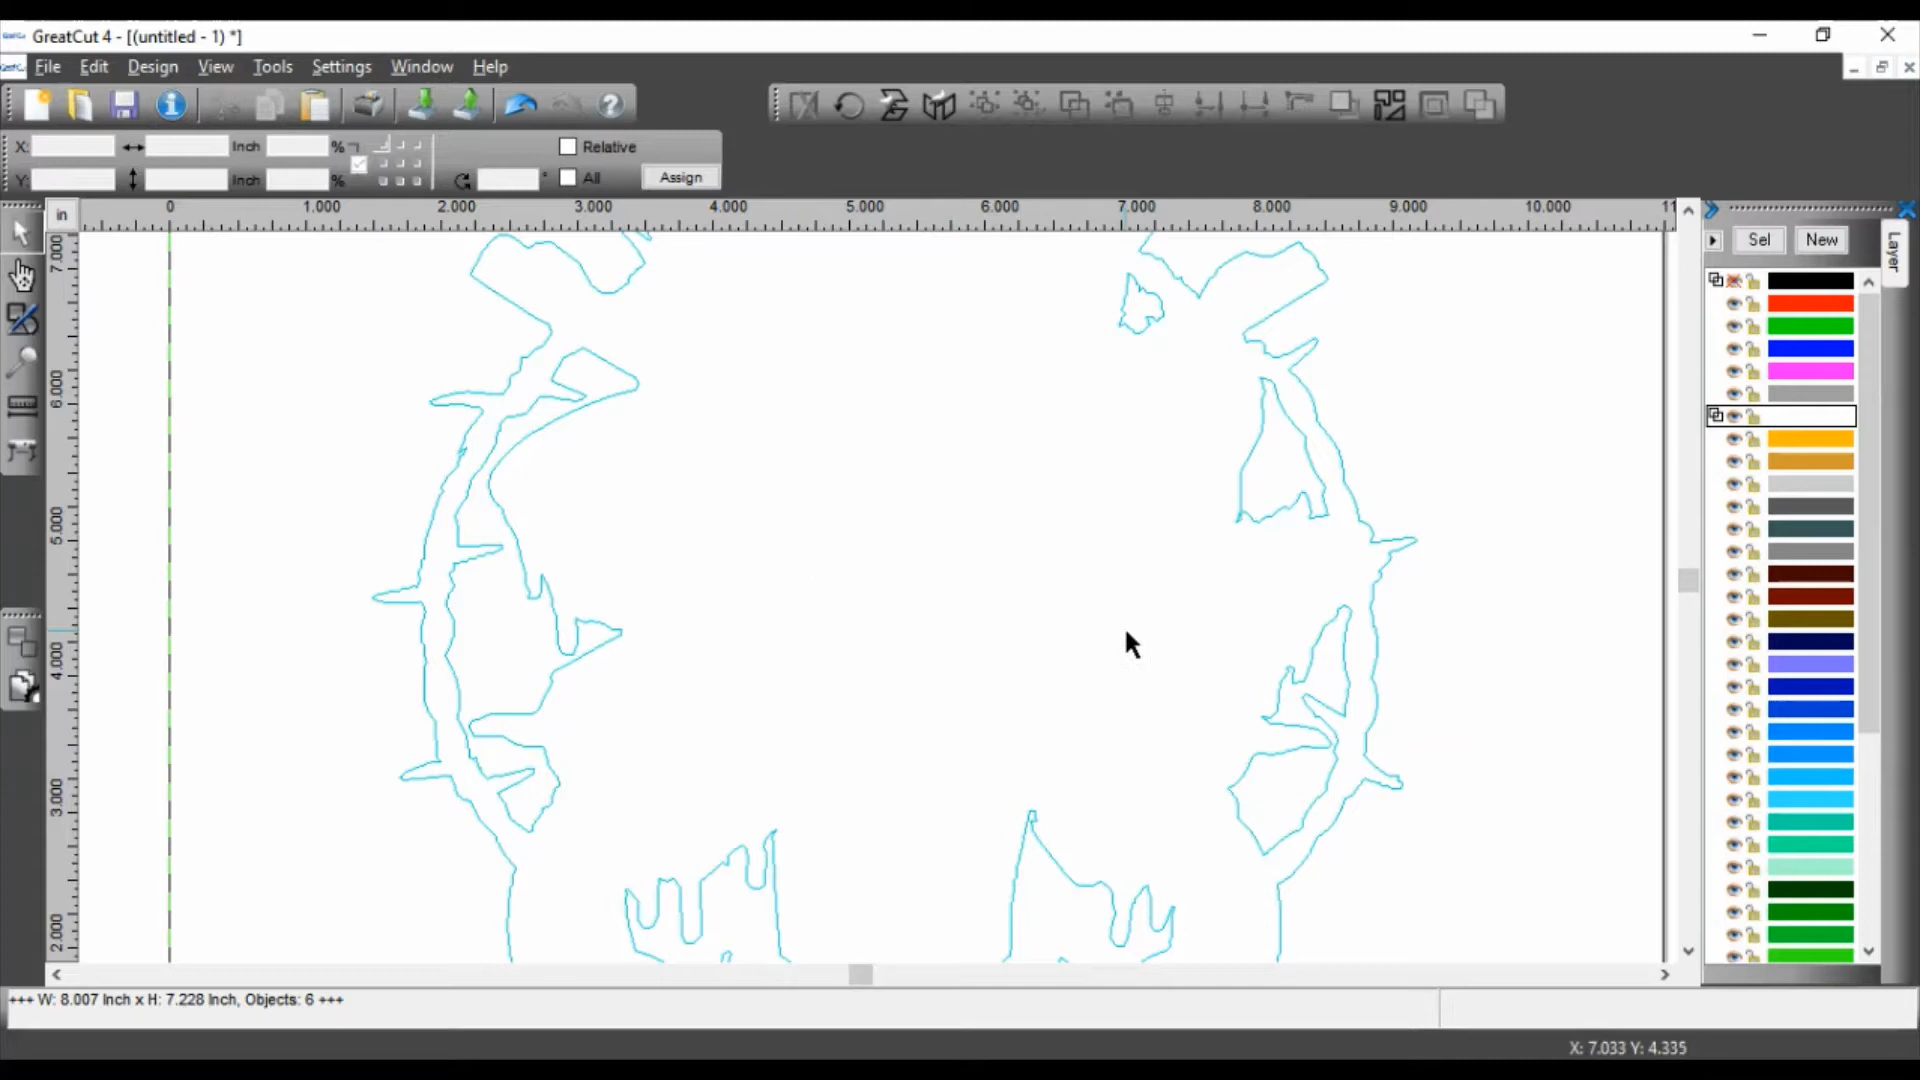 GreatCut 4 - [(untitled - 1) *]
File Edit Design View Tools Settings Window Help
X: Inch % Relative
Y: Inch % ° All Assign
in 0 1.000 2.000 3.000 4.000 5.000 6.000 7.000 8.000 9.000 10.000 11
Sel New
Layer
7.000
6.000
5.000
4.000
3.000
2.000
+++ W: 8.007 Inch x H: 7.228 Inch, Objects: 6 +++
X: 7.033 Y: 4.335